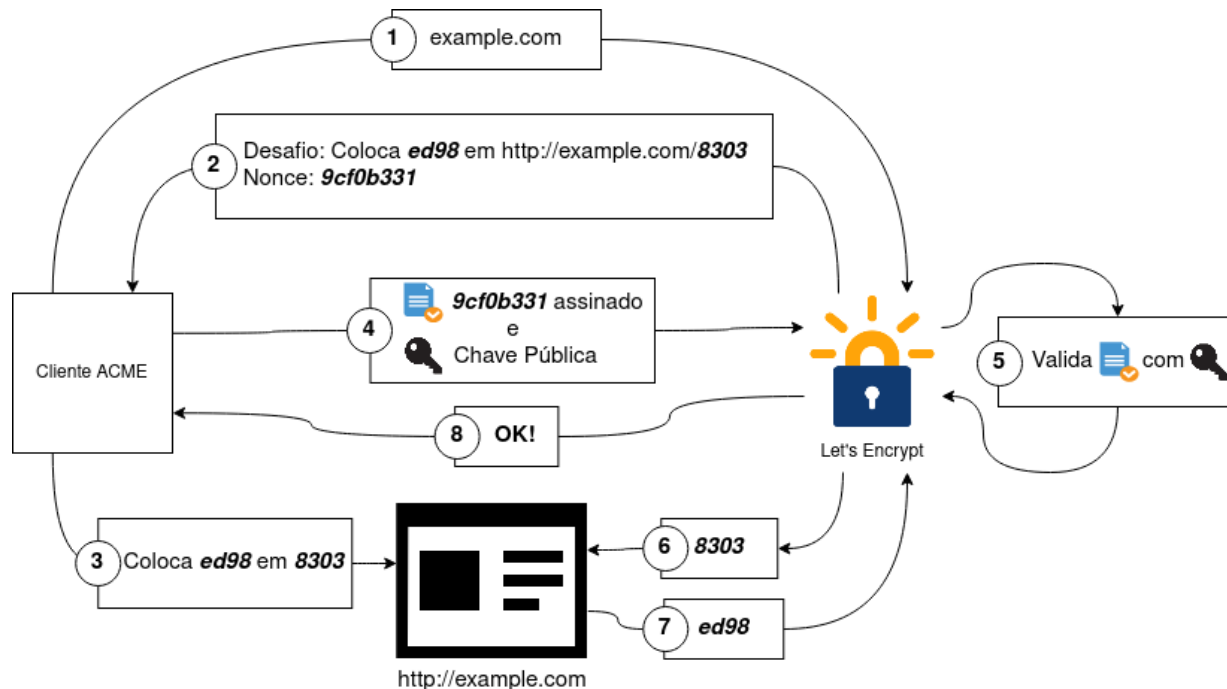 1 example.com
2 Desafio: Coloca ed98 em http://example.com/8303
Nonce: 9cf0b331
Cliente ACME
4 9cf0b331 assinado
e
Chave Pública
5 Valida com
8 OK!
Let's Encrypt
3 Coloca ed98 em 8303
6 8303
7 ed98
http://example.com